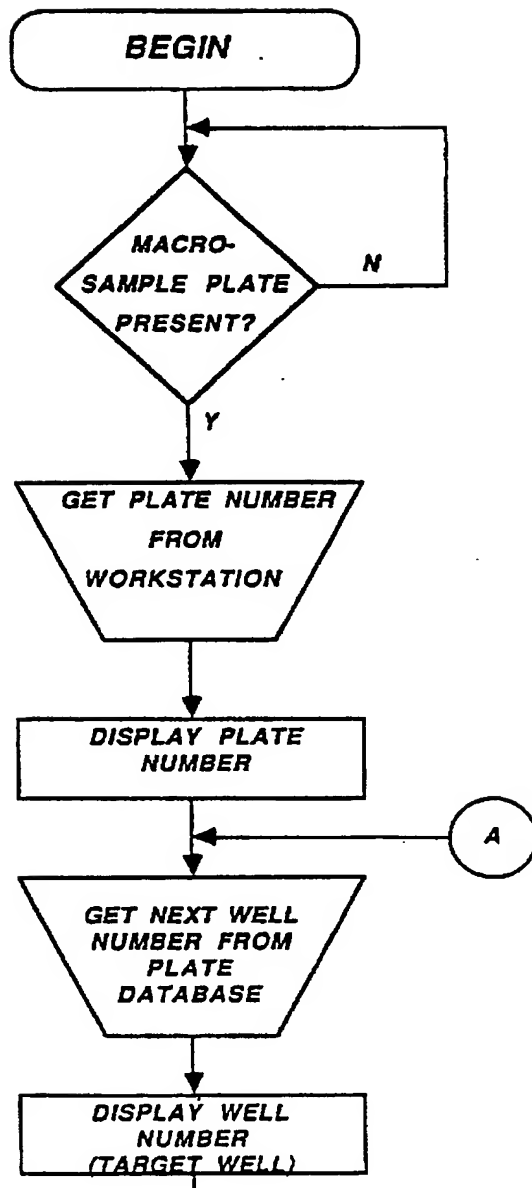 BEGIN
MACRO-
SAMPLE PLATE
PRESENT?
N
Y
GET PLATE NUMBER
FROM
WORKSTATION
DISPLAY PLATE
NUMBER
A
GET NEXT WELL
NUMBER FROM
PLATE
DATABASE
DISPLAY WELL
NUMBER
(TARGET WELL)